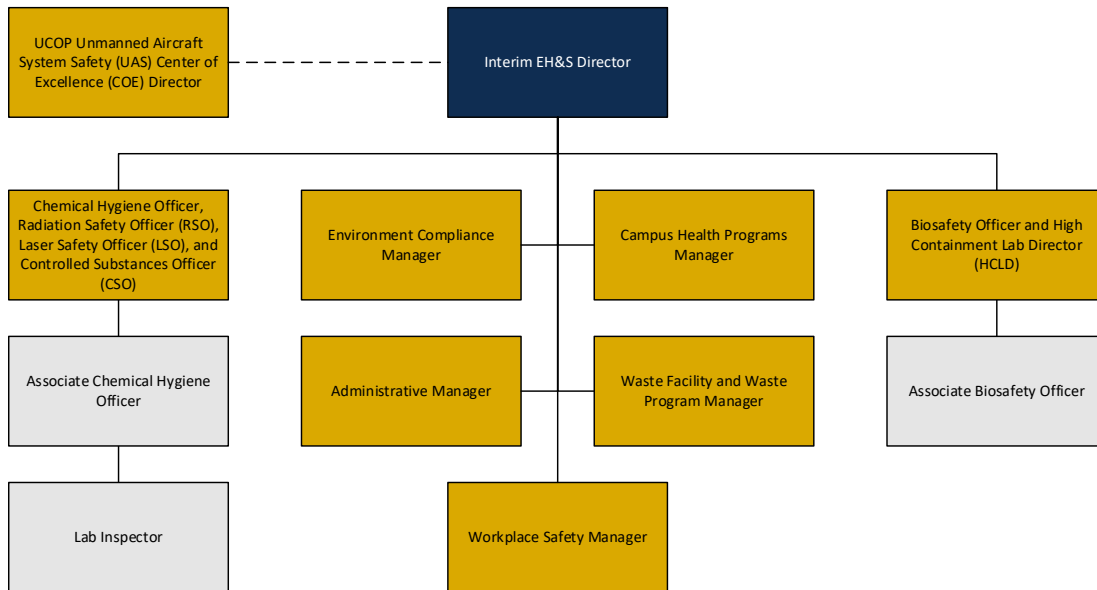 UCOP Unmanned Aircraft
System Safety (UAS) Center of
Excellence (COE) Director
Interim EH&S Director
Chemical Hygiene Officer,
Radiation Safety Officer (RSO),
Laser Safety Officer (LSO), and
Controlled Substances Officer
(CSO)
Environment Compliance
Manager
Campus Health Programs
Manager
Biosafety Officer and High
Containment Lab Director
(HCLD)
Associate Chemical Hygiene
Officer
Administrative Manager
Waste Facility and Waste
Program Manager
Associate Biosafety Officer
Lab Inspector
Workplace Safety Manager